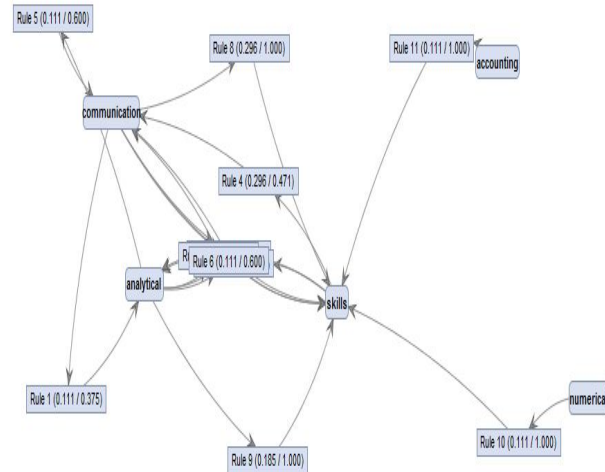 Rule 5 (0.111 / 0.600)
Rule 8 (0.296 / 1.000)
Rule 11 (0.111 / 1.000)
accounting
communication
Rule 4 (0.296 / 0.471)
Rule 6 (0.111 / 0.600)
analytical
skills
Rule 1 (0.111 / 0.375)
numerica
Rule 10 (0.111 / 1.000)
Rule 9 (0.185 / 1.000)